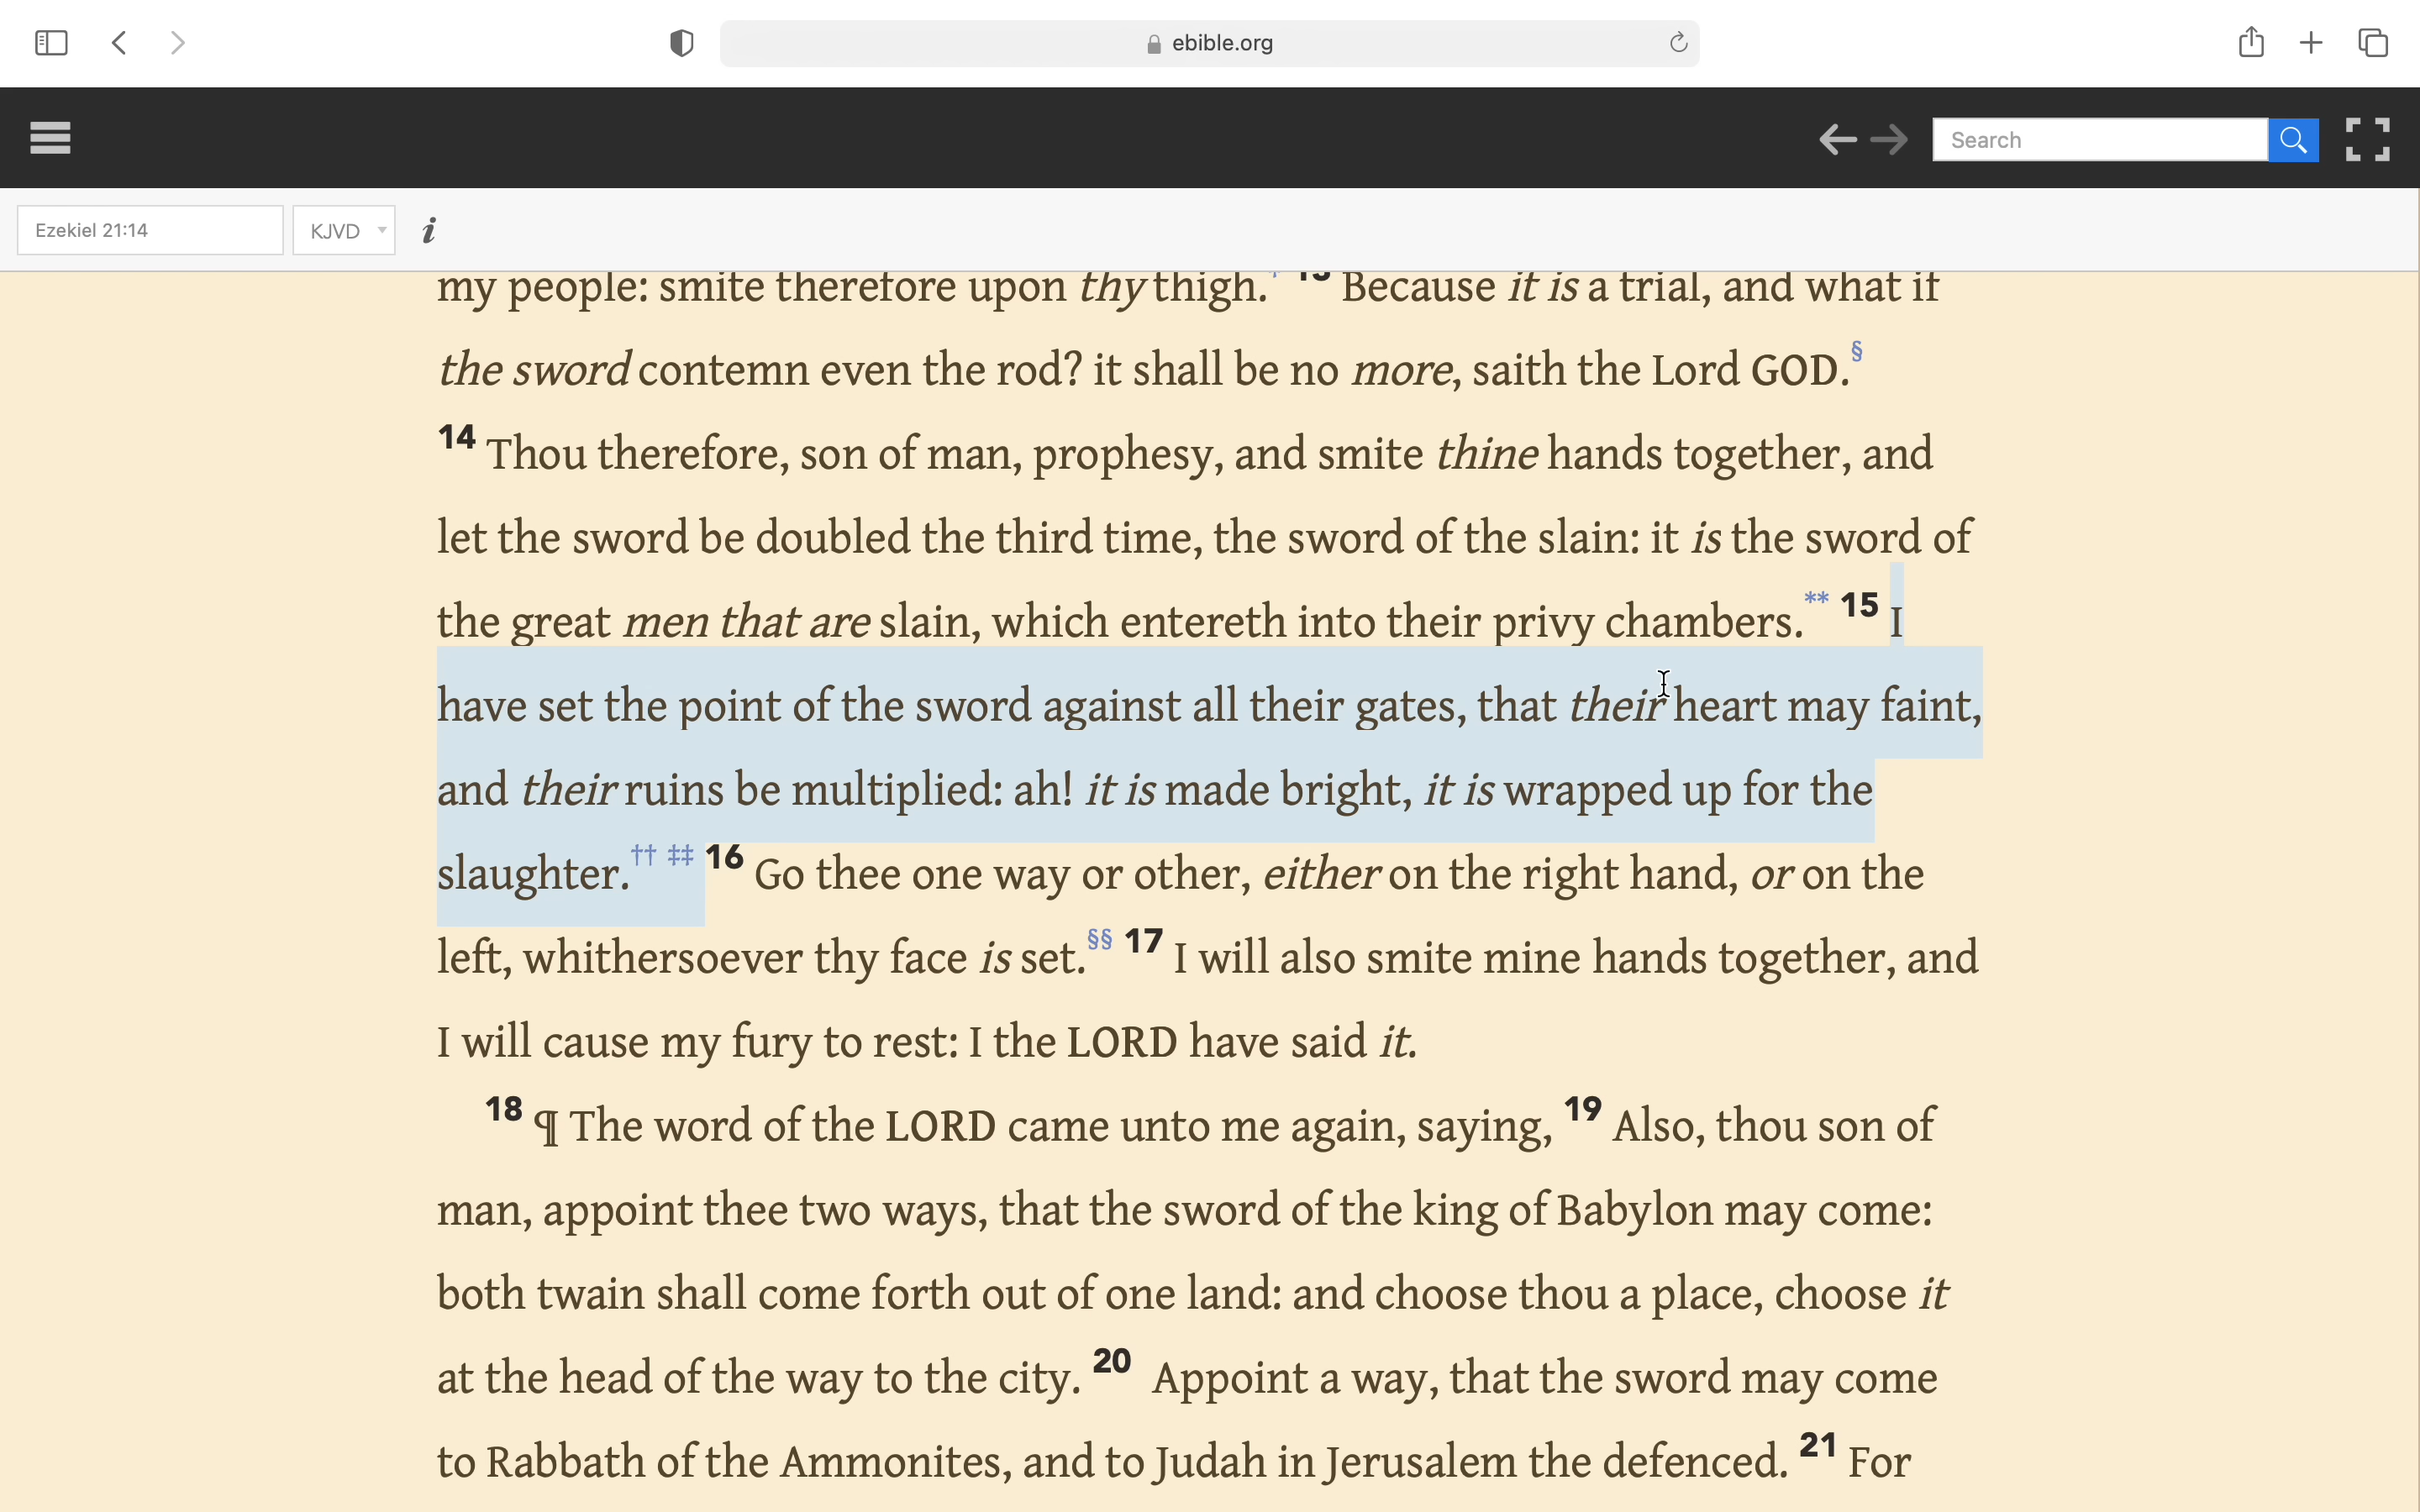 ebible.org
Search
Ezekiel 21:14
KJVD
i
my people: smite therefore upon thy thigh. 13 Because it is a trial, and what if
the sword contemn even the rod? it shall be no more, saith the Lord GOD.§
14 Thou therefore, son of man, prophesy, and smite thine hands together, and
let the sword be doubled the third time, the sword of the slain: it is the sword of
the great men that are slain, which entereth into their privy chambers.** 15 I
have set the point of the sword against all their gates, that their heart may faint,
and their ruins be multiplied: ah! it is made bright, it is wrapped up for the
slaughter.†† ‡‡ 16 Go thee one way or other, either on the right hand, or on the
left, whithersoever thy face is set.§§ 17 I will also smite mine hands together, and
I will cause my fury to rest: I the LORD have said it.
18 ¶ The word of the LORD came unto me again, saying, 19 Also, thou son of
man, appoint thee two ways, that the sword of the king of Babylon may come:
both twain shall come forth out of one land: and choose thou a place, choose it
at the head of the way to the city. 20 Appoint a way, that the sword may come
to Rabbath of the Ammonites, and to Judah in Jerusalem the defenced. 21 For